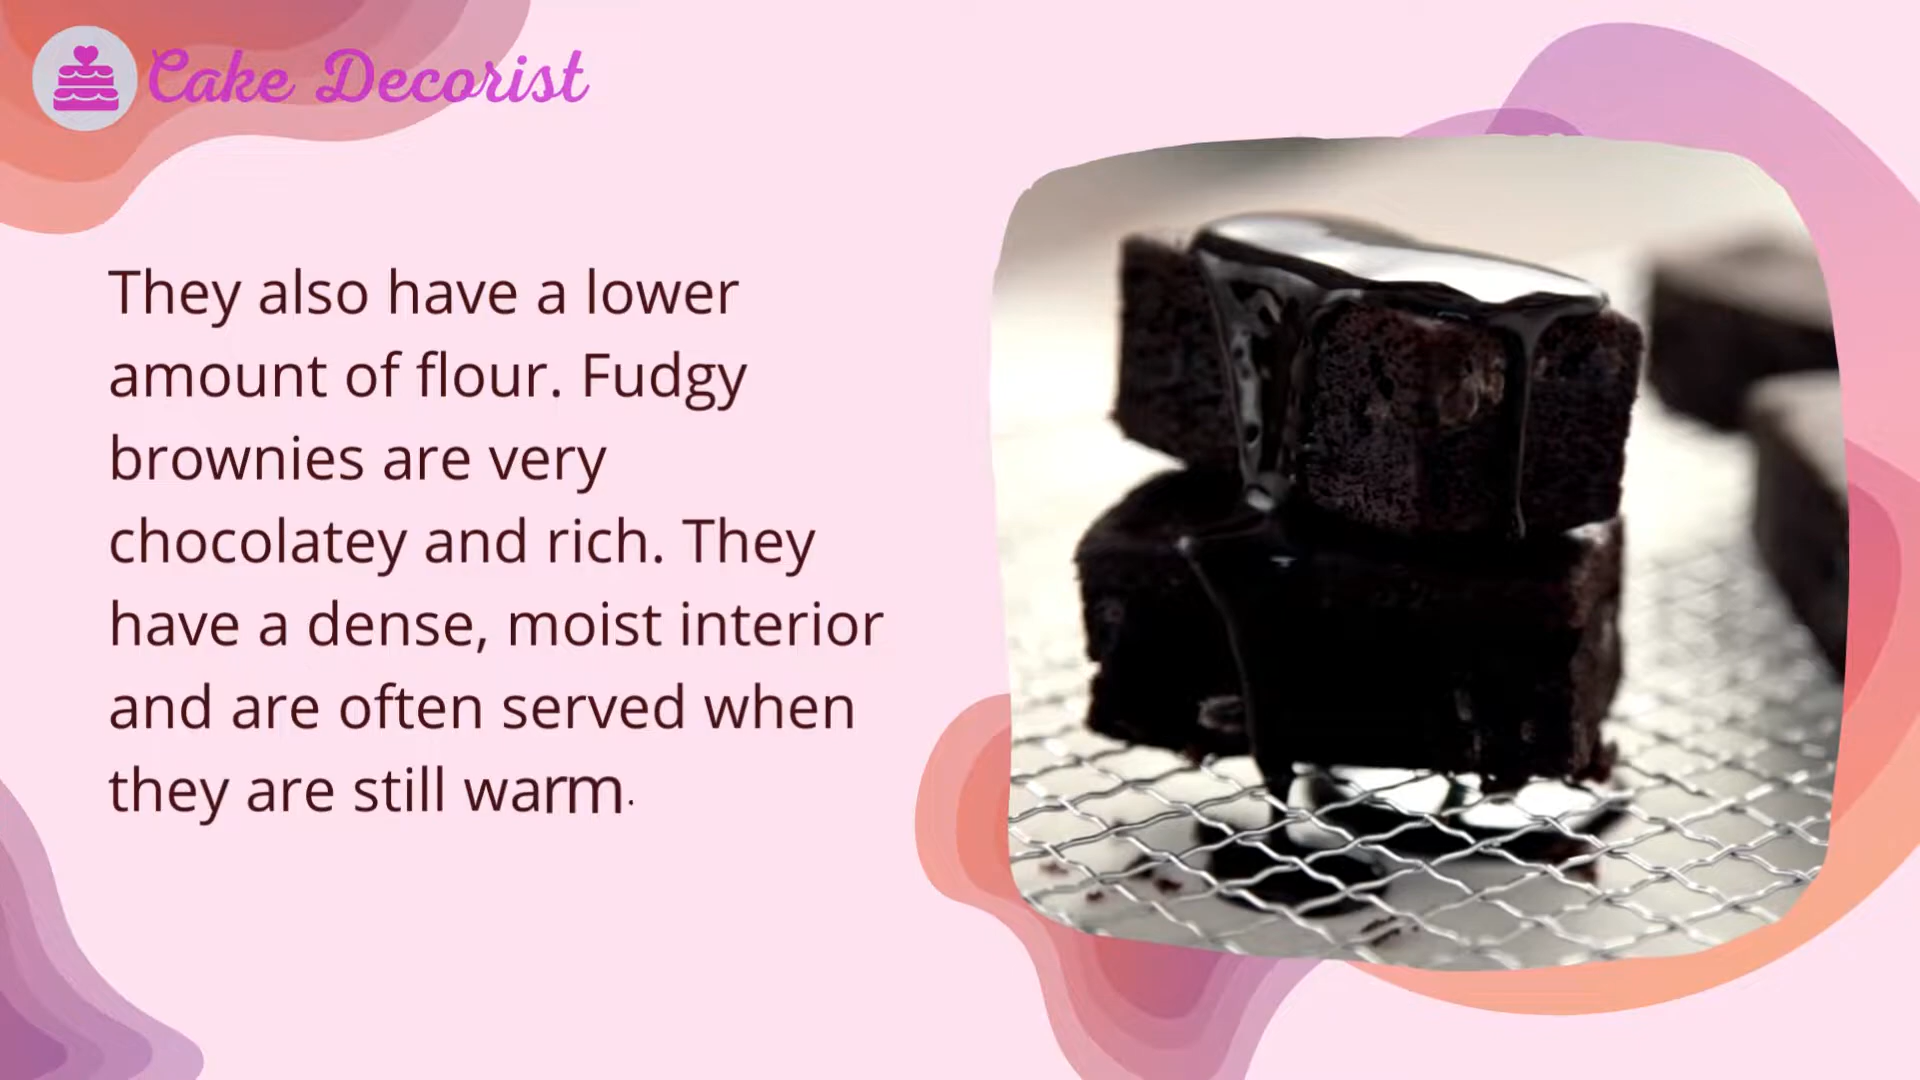 Cake Decorist
They also have a lower
amount of flour. Fudgy
brownies are very
chocolatey and rich. They
have a dense, moist interior
and are often served when
they are still warm.